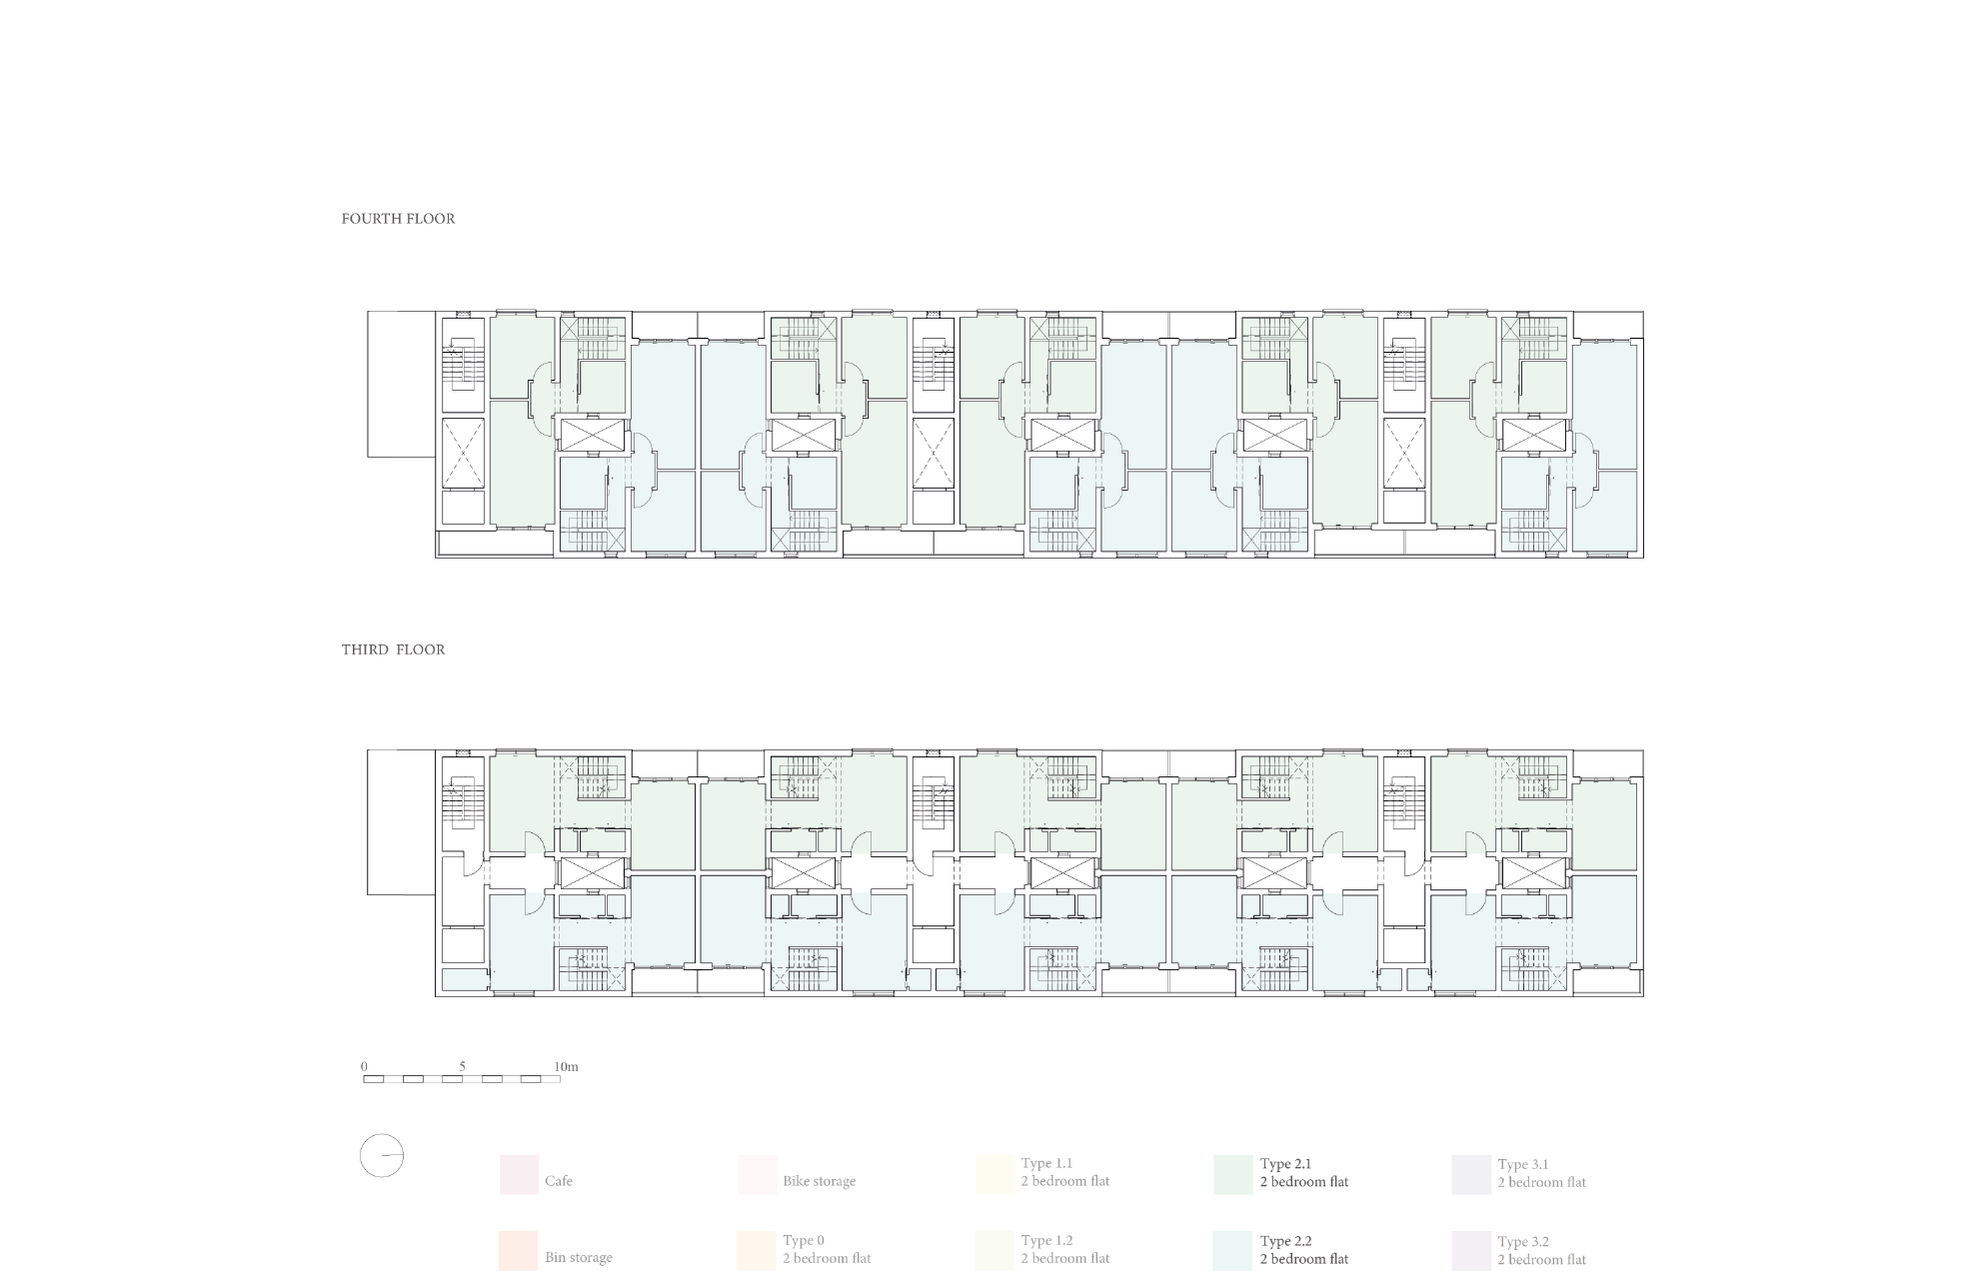 FOURTH FLOOR
THIRD FLOOR
0 5 10m
Cafe
Bike storage
Type 1.1
2 bedroom flat
Type 2.1
2 bedroom flat
Type 3.1
2 bedroom flat
Bin storage
Type 0
2 bedroom flat
Type 1.2
2 bedroom flat
Type 2.2
2 bedroom flat
Type 3.2
2 bedroom flat